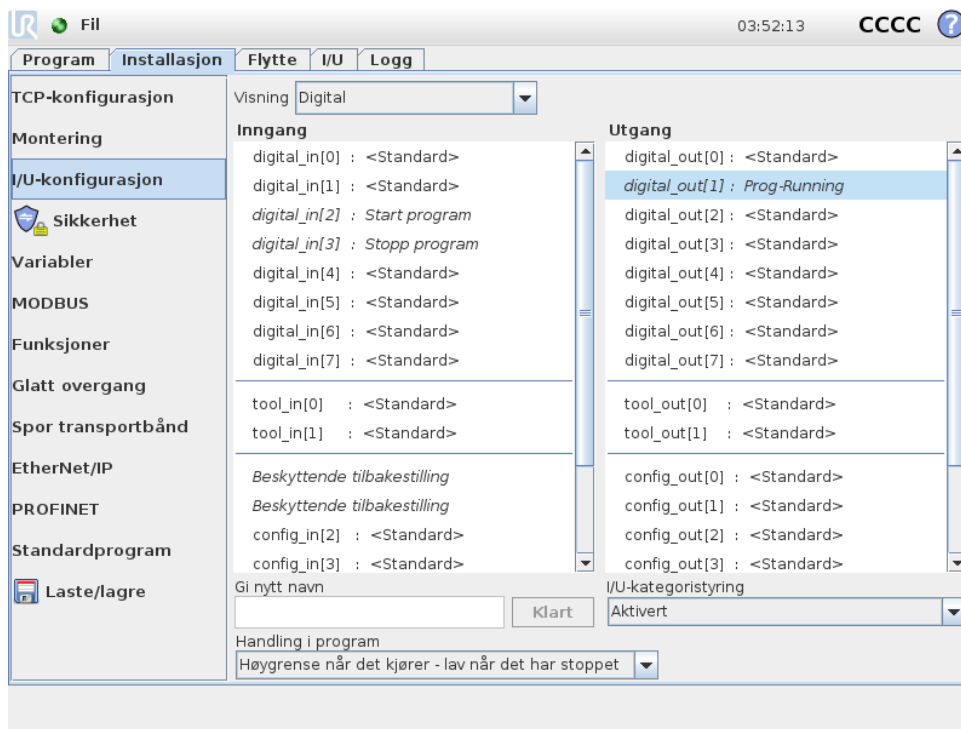 UR Fil 03:52:13 CCCC ?
Program Installasjon Flytte I/U Logg
TCP-konfigurasjon
Montering
I/U-konfigurasjon
Sikkerhet
Variabler
MODBUS
Funksjoner
Glatt overgang
Spor transportbånd
EtherNet/IP
PROFINET
Standardprogram
Laste/lagre
Visning Digital
Inngang
digital_in[0] : <Standard>
digital_in[1] : <Standard>
digital_in[2] : Start program
digital_in[3] : Stopp program
digital_in[4] : <Standard>
digital_in[5] : <Standard>
digital_in[6] : <Standard>
digital_in[7] : <Standard>
tool_in[0] : <Standard>
tool_in[1] : <Standard>
Beskyttende tilbakestilling
Beskyttende tilbakestilling
config_in[2] : <Standard>
config_in[3] : <Standard>
Utgang
digital_out[0] : <Standard>
digital_out[1] : Prog-Running
digital_out[2] : <Standard>
digital_out[3] : <Standard>
digital_out[4] : <Standard>
digital_out[5] : <Standard>
digital_out[6] : <Standard>
digital_out[7] : <Standard>
tool_out[0] : <Standard>
tool_out[1] : <Standard>
config_out[0] : <Standard>
config_out[1] : <Standard>
config_out[2] : <Standard>
config_out[3] : <Standard>
Gi nytt navn
Klart
I/U-kategoristyring
Aktivert
Handling i program
Høygrense når det kjører - lav når det har stoppet